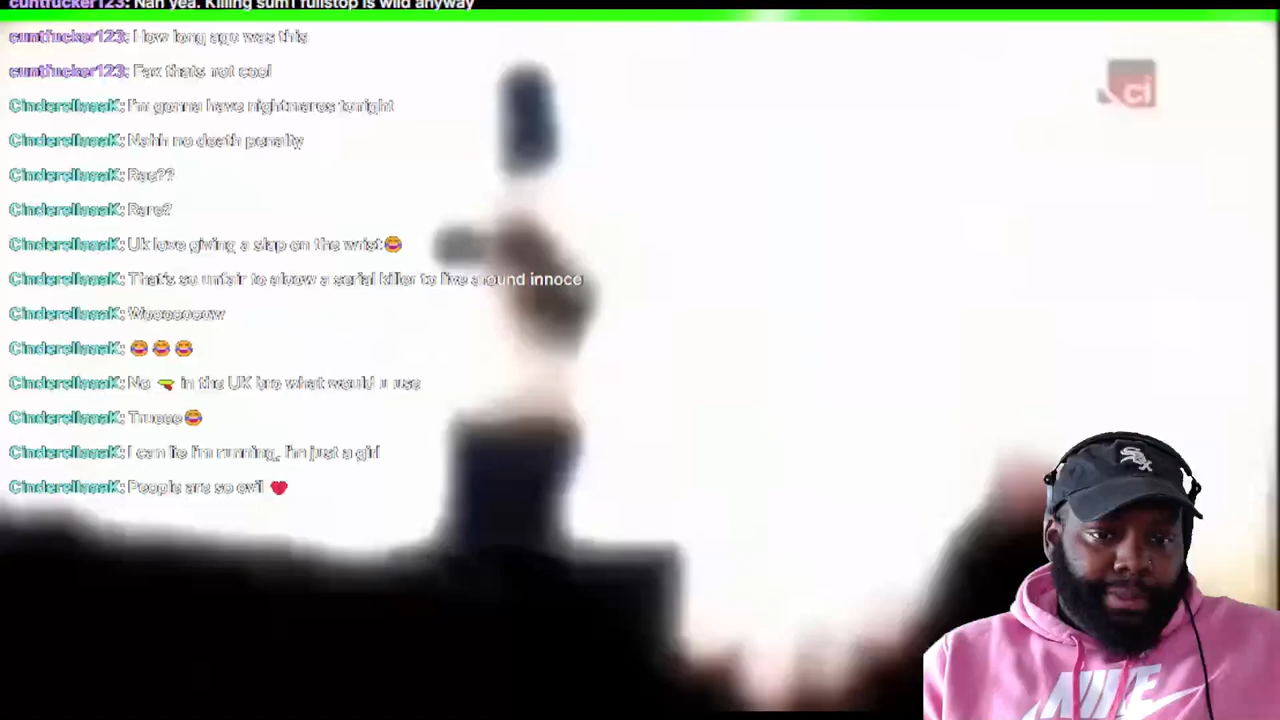 cuntfucker123: Nah yea. Killing sum1 fullstop is wild anyway
cuntfucker123: How long ago was this
cuntfucker123: Fax thats not cool
CinderellaaaK: I'm gonna have nightmares tonight
CinderellaaaK: Nahh no death penalty
CinderellaaaK:
CinderellaaaK: Rare?
CinderellaaaK: Uk love giving a slap on the wrist😂
CinderellaaaK: That's so unfair to allow a serial killer to live around innoce
CinderellaaaK:
CinderellaaaK: 😂 😂 😂
CinderellaaaK: No 🔫 in the UK bro what would u use
CinderellaaaK: Trueee😂
CinderellaaaK: I can lie I'm running, I'm just a girl
CinderellaaaK: People are so evil 💔
ci
SOX
NIKE